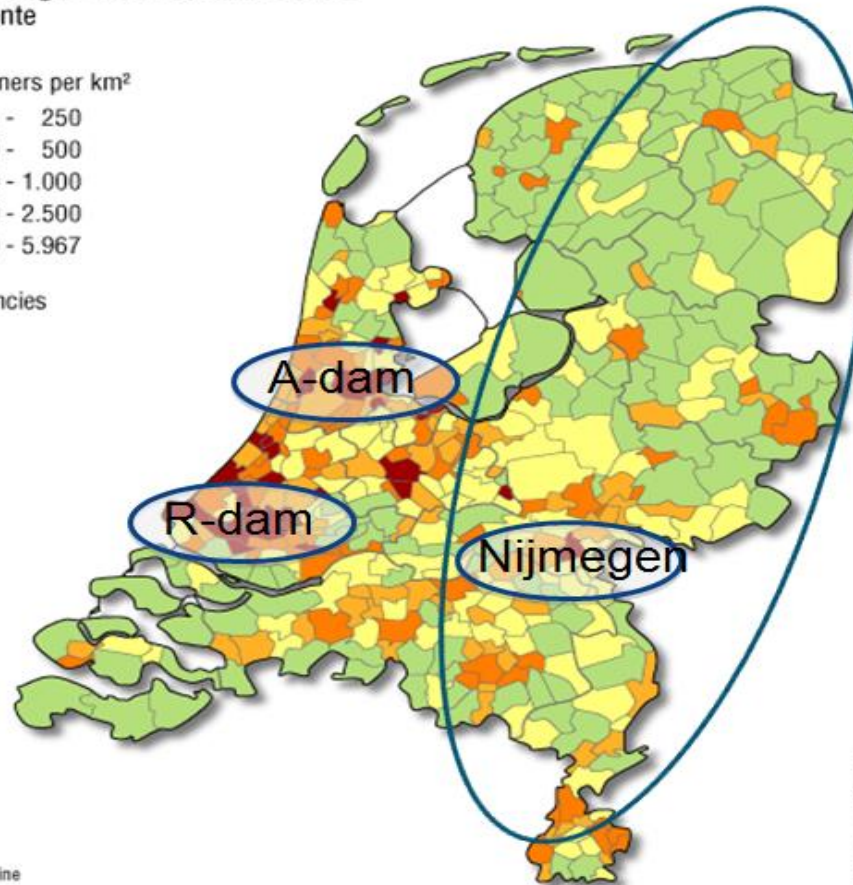 nte
ners per km²
- 250
- 500
- 1.000
- 2.500
- 5.967
ncies
A-dam
R-dam
Nijmegen
ine